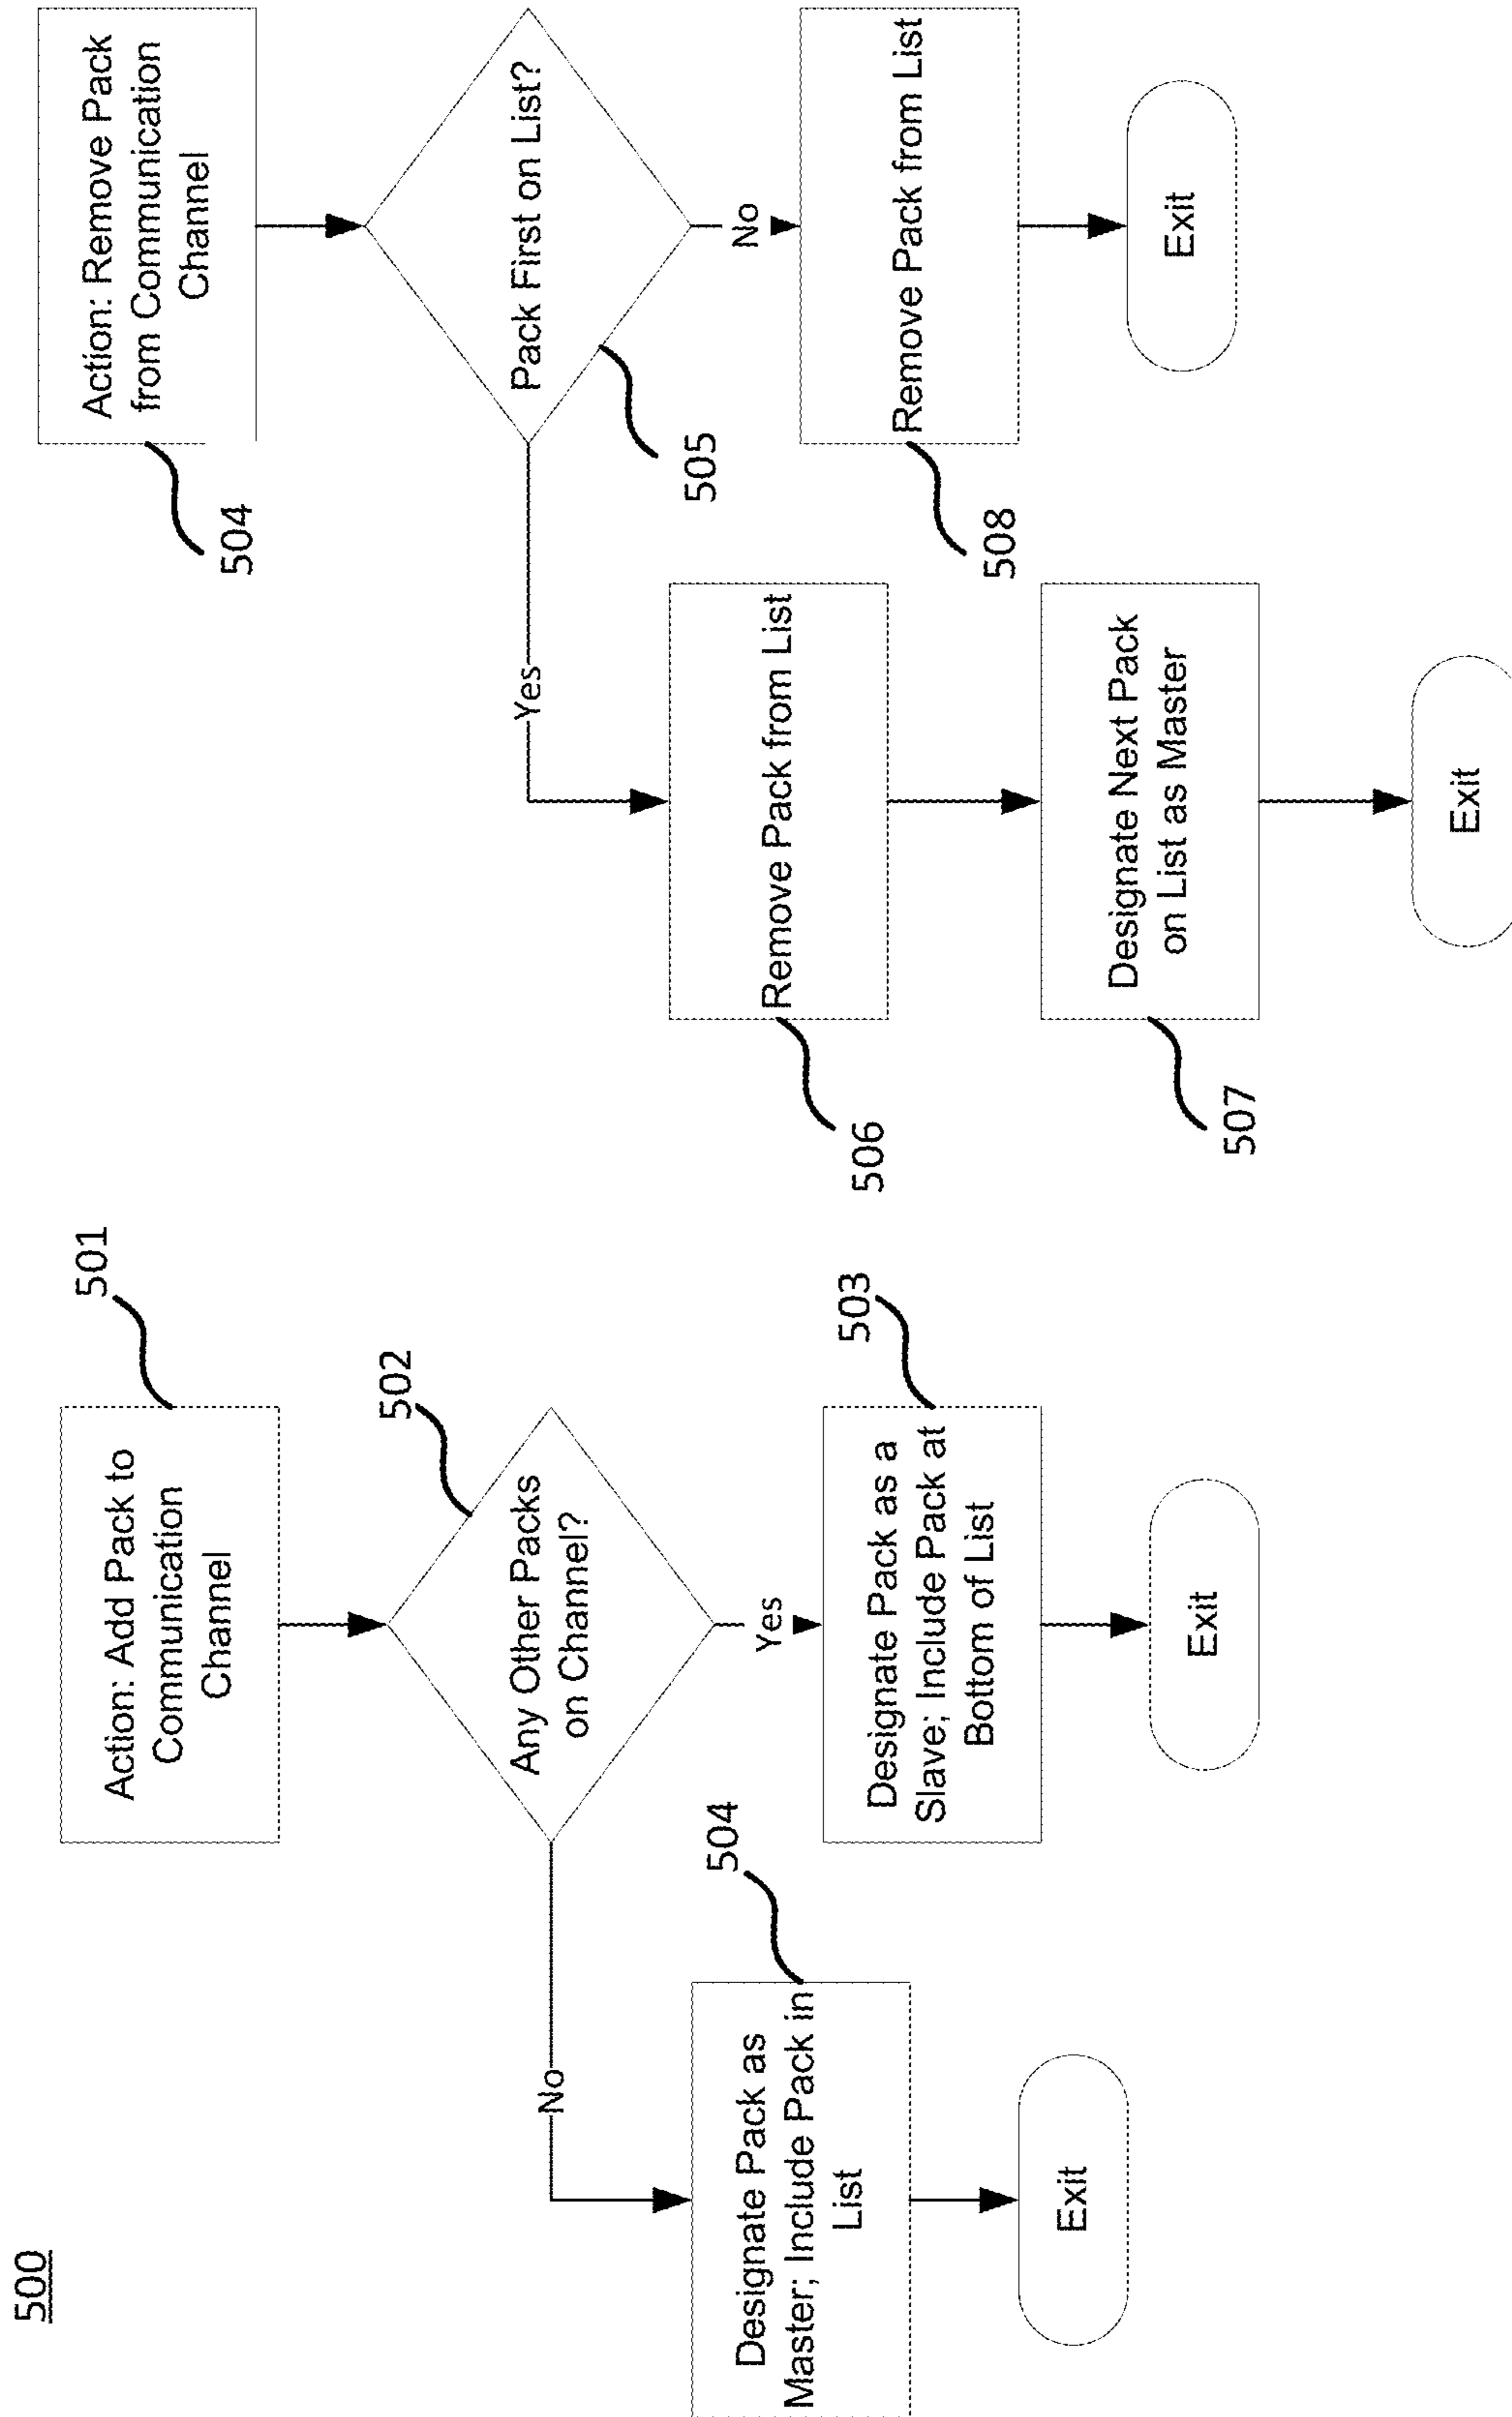 500
Action: Add Pack to
Communication
Channel
501
Any Other Packs
on Channel?
502
No
Yes
Designate Pack as
Master; Include Pack in
List
504
Exit
Designate Pack as a
Slave; Include Pack at
Bottom of List
503
Exit
Action: Remove Pack
from Communication
Channel
504
Pack First on List?
505
Yes
No
Remove Pack from List
506
Designate Next Pack
on List as Master
507
Exit
Remove Pack from List
508
Exit